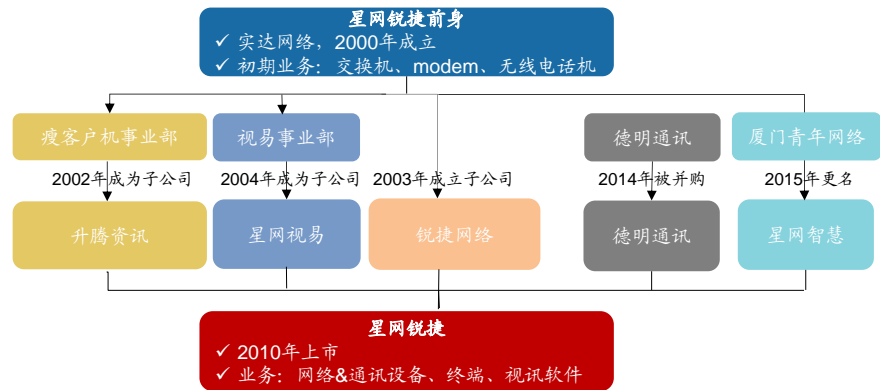 星网锐捷前身
✓ 实达网络，2000年成立
✓ 初期业务：交换机、modem、无线电话机
瘦客户机事业部
视易事业部
德明通讯
厦门青年网络
2002年成为子公司
2004年成为子公司
2003年成立子公司
2014年被并购
2015年更名
升腾资讯
星网视易
锐捷网络
德明通讯
星网智慧
星网锐捷
✓ 2010年上市
✓ 业务：网络&通讯设备、终端、视讯软件